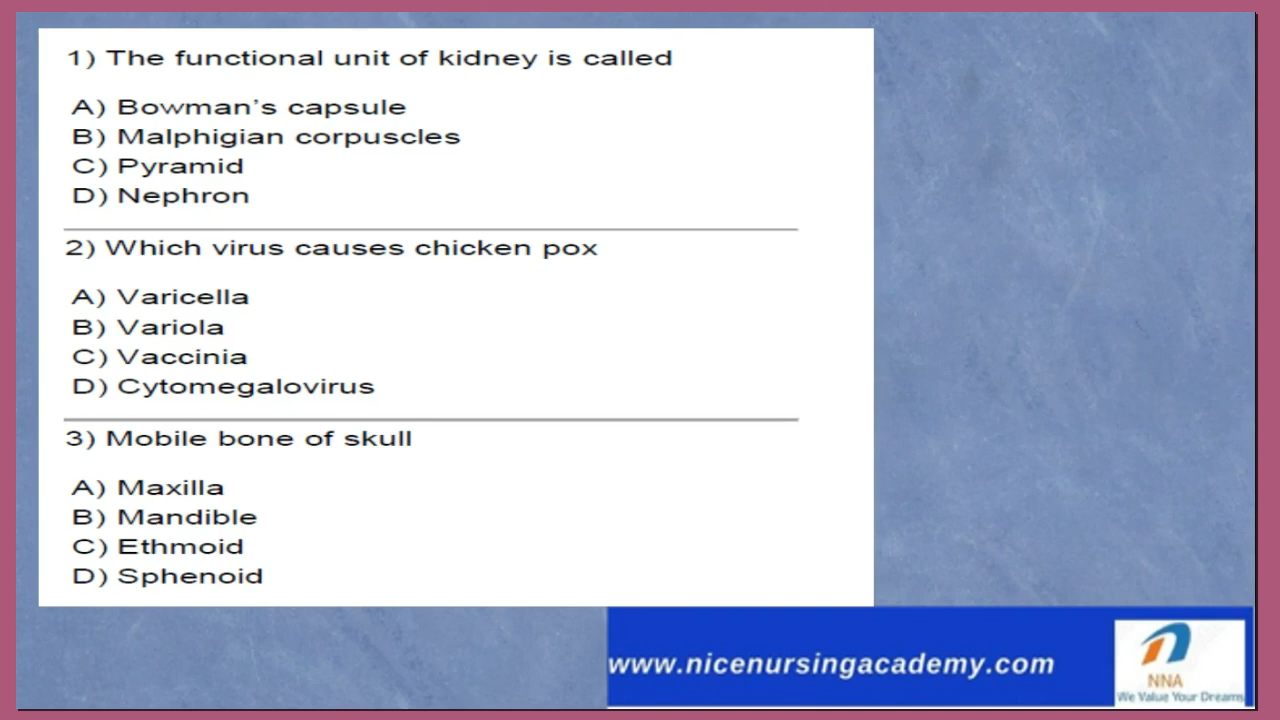 1) The functional unit of kidney is called
A) Bowman’s capsule
B) Malphigian corpuscles
C) Pyramid
D) Nephron
2) Which virus causes chicken pox
A) Varicella
B) Variola
C) Vaccinia
D) Cytomegalovirus
3) Mobile bone of skull
A) Maxilla
B) Mandible
C) Ethmoid
D) Sphenoid
www.nicenursingacademy.com
NNA
We Value Your Dreams